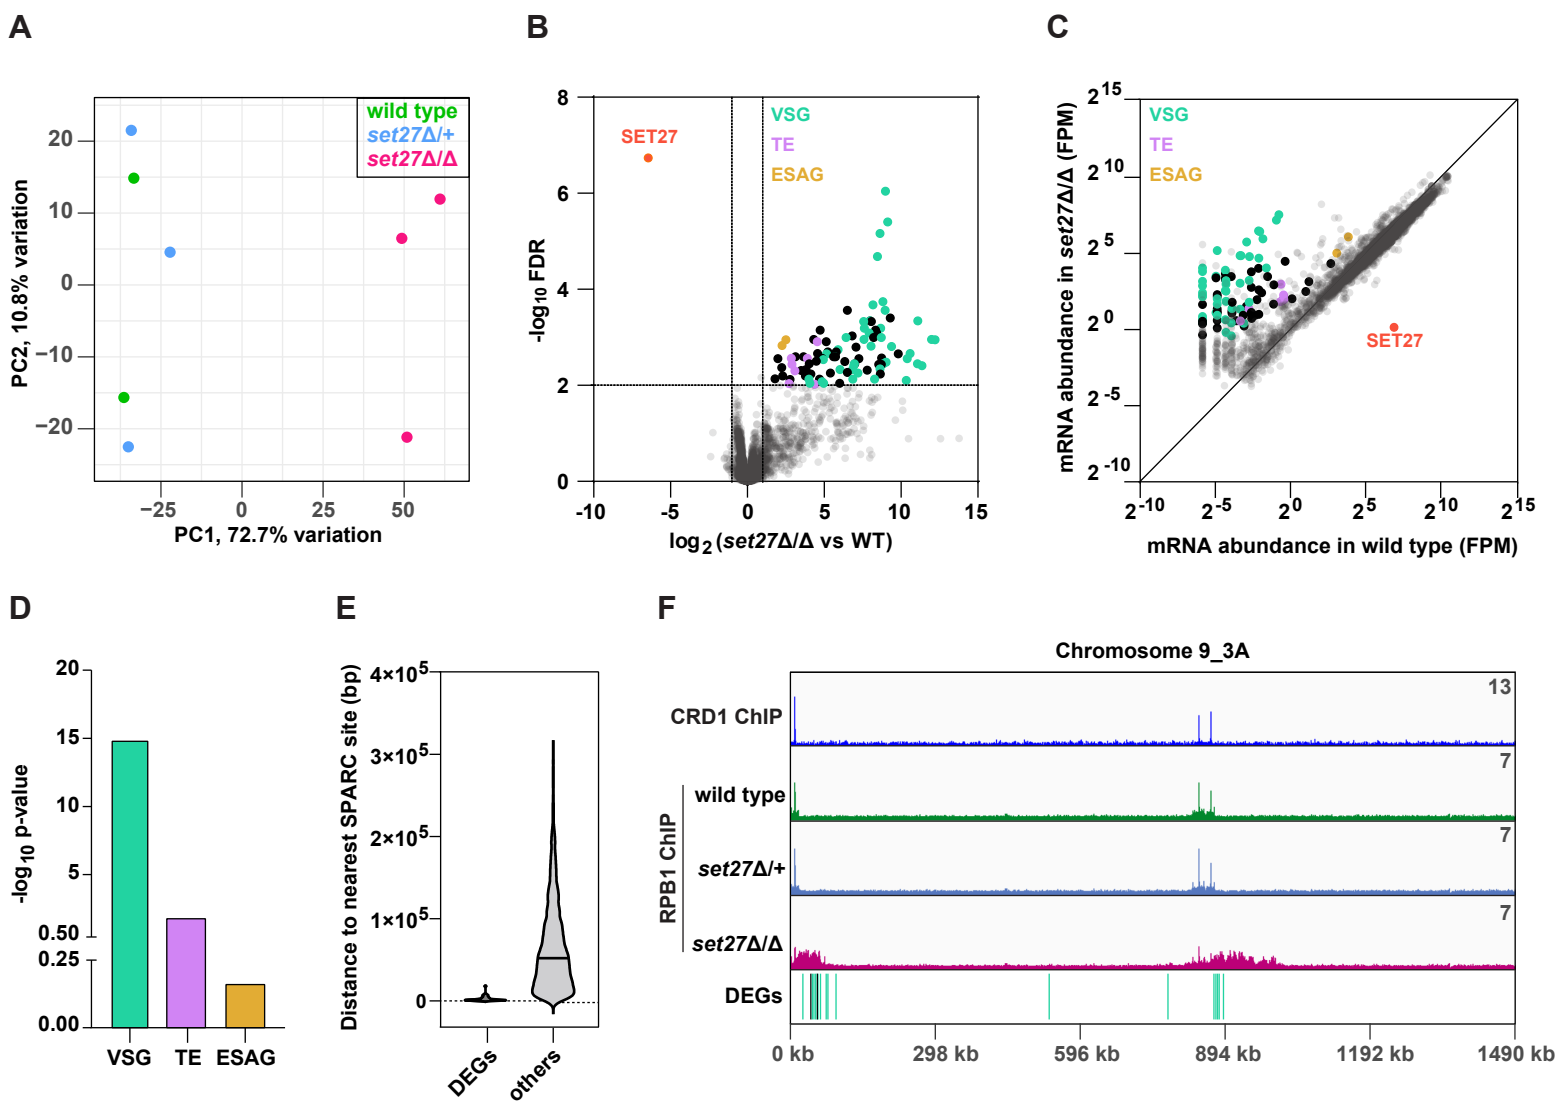 A
wild type
set27Δ/+
set27Δ/Δ
PC2, 10.8% variation
20
10
0
−10
−20
−25
0
25
50
PC1, 72.7% variation
B
-log10 FDR
8
6
4
2
0
SET27
VSG
TE
ESAG
-10
-5
0
5
10
15
log2 (set27Δ/Δ vs WT)
C
mRNA abundance in set27Δ/Δ (FPM)
2^15
2^10
2^5
2^0
2^-5
2^-10
VSG
TE
ESAG
SET27
2^-10
2^-5
2^0
2^5
2^10
2^15
mRNA abundance in wild type (FPM)
D
-log10 p-value
20
15
10
5
0.50
0.25
0.00
VSG
TE
ESAG
E
Distance to nearest SPARC site (bp)
4×10^5
3×10^5
2×10^5
1×10^5
0
DEGs
others
F
Chromosome 9_3A
CRD1 ChIP
13
RPB1 ChIP
wild type
7
set27Δ/+
7
set27Δ/Δ
7
DEGs
0 kb
298 kb
596 kb
894 kb
1192 kb
1490 kb